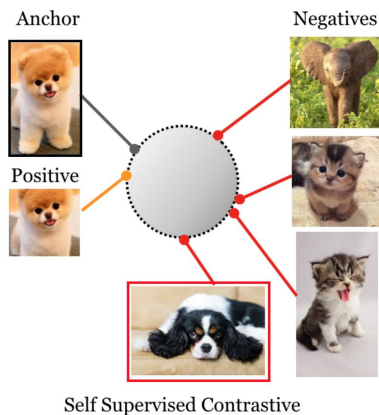 Anchor
Negatives
Positive
Self Supervised Contrastive